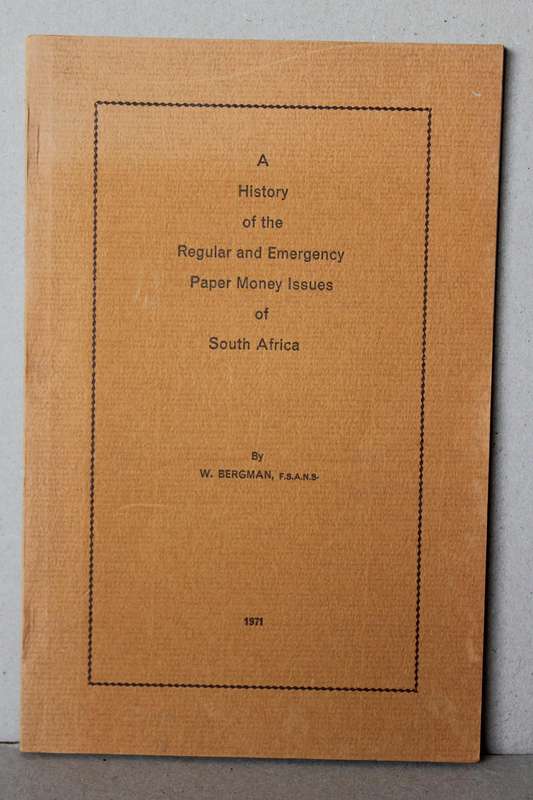 A
History
of the
Regular and Emergency
Paper Money Issues
of
South Africa
By
W. BERGMAN, F.S.A.N.S.
1971